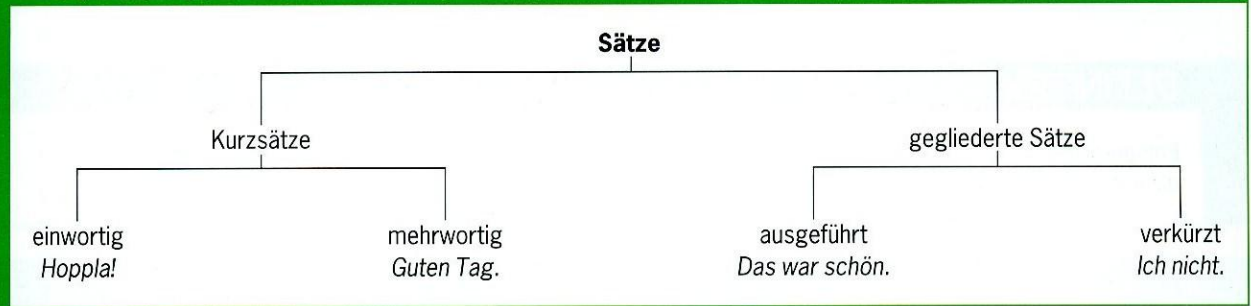 Sätze
Kurzsätze
gegliederte Sätze
einwortig
Hoppla!
mehrwortig
Guten Tag.
ausgeführt
Das war schön.
verkürzt
Ich nicht.